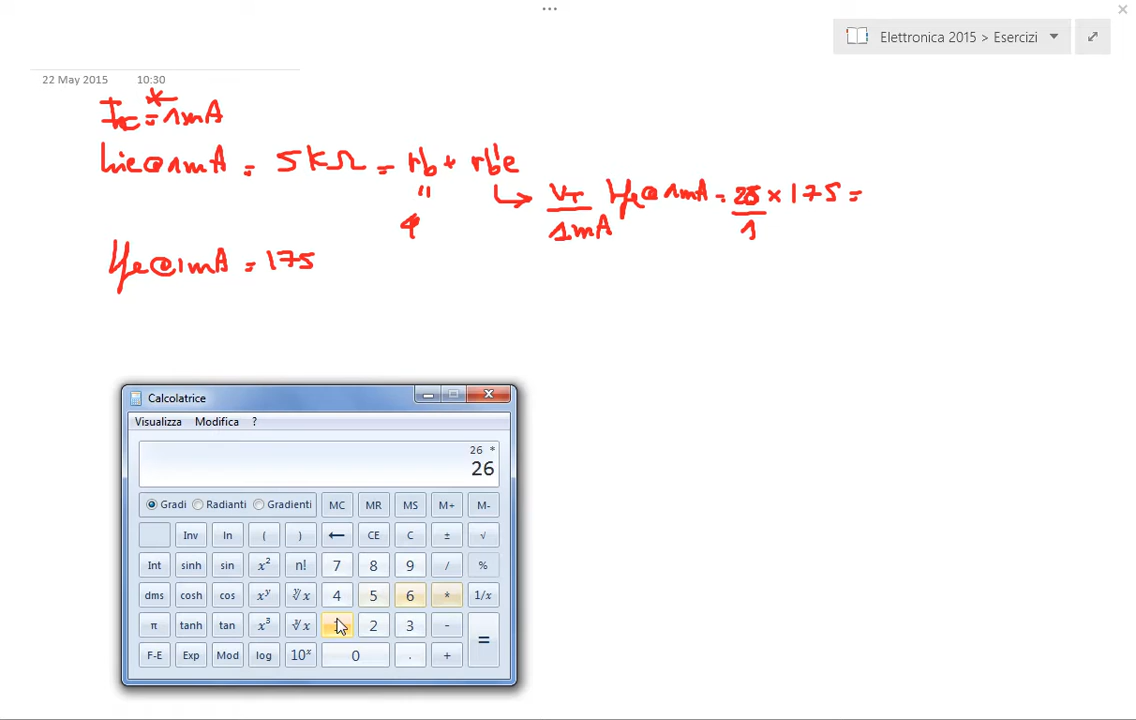 Elettronica 2015 > Esercizi
22 May 2015 10:30
= 1mA
hie@1mA = 5KΩ = rb + rb'e
VT/1mA hfe@1mA = 26/1 × 175 =
hfe@1mA = 175
Calcolatrice
Visualizza Modifica ?
26 *
26
Gradi Radianti Gradienti MC MR MS M+ M-
Inv ln ( ) ← CE C ± √
Int sinh sin x² n! 7 8 9 / %
dms cosh cos xʸ ʸ√x 4 5 6 * 1/x
π tanh tan x³ ³√x 1 2 3 - =
F-E Exp Mod log 10ˣ 0 . +